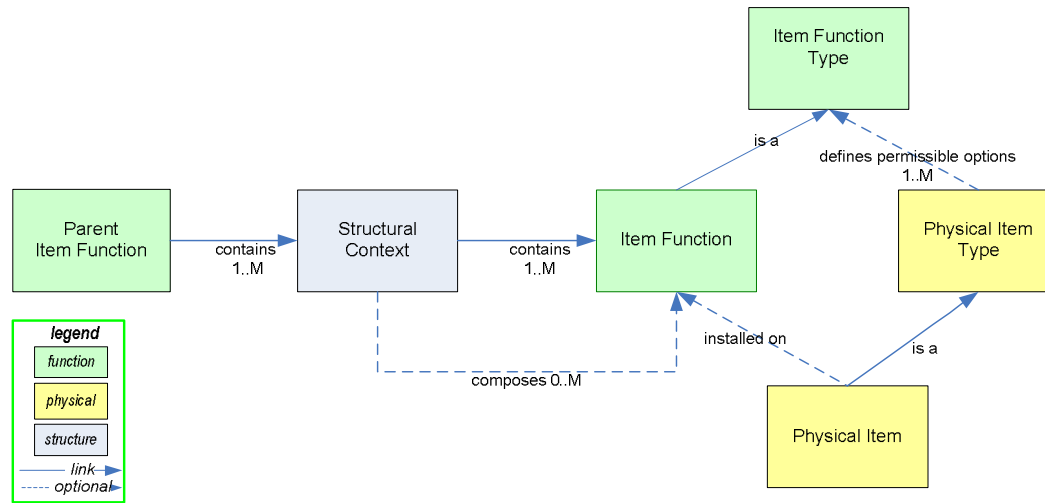 Item Function
Type
is a
defines permissible options
1..M
Parent
Item Function
contains
1..M
Structural
Context
contains
1..M
Item Function
Physical Item
Type
installed on
is a
composes 0..M
Physical Item
legend
function
physical
structure
link
optional